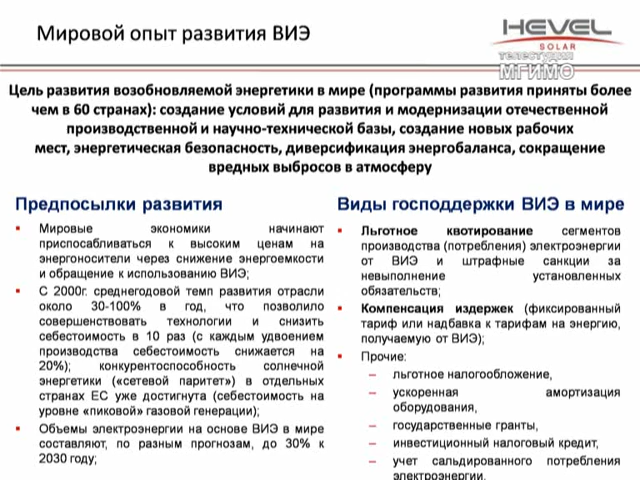 Мировой опыт развития ВИЭ
HEVEL
SOLAR
телестудия
МГИМО
Цель развития возобновляемой энергетики в мире (программы развития приняты более
чем в 60 странах): создание условий для развития и модернизации отечественной
производственной и научно-технической базы, создание новых рабочих
мест, энергетическая безопасность, диверсификация энергобаланса, сокращение
вредных выбросов в атмосферу
Предпосылки развития
▪ Мировые экономики начинают
приспосабливаться к высоким ценам на
энергоносители через снижение энергоемкости
и обращение к использованию ВИЭ;
▪ С 2000г. среднегодовой темп развития отрасли
около 30-100% в год, что позволило
совершенствовать технологии и снизить
себестоимость в 10 раз (с каждым удвоением
производства себестоимость снижается на
20%); конкурентоспособность солнечной
энергетики («сетевой паритет») в отдельных
странах ЕС уже достигнута (себестоимость на
уровне «пиковой» газовой генерации);
▪ Объемы электроэнергии на основе ВИЭ в мире
составляют, по разным прогнозам, до 30% к
2030 году;
Виды господдержки ВИЭ в мире
▪ Льготное квотирование сегментов
производства (потребления) электроэнергии
от ВИЭ и штрафные санкции за
невыполнение установленных
обязательств;
▪ Компенсация издержек (фиксированный
тариф или надбавка к тарифам на энергию,
получаемую от ВИЭ);
▪ Прочие:
– льготное налогообложение,
– ускоренная амортизация
оборудования,
– государственные гранты,
– инвестиционный налоговый кредит,
– учет сальдированного потребления
электроэнергии.